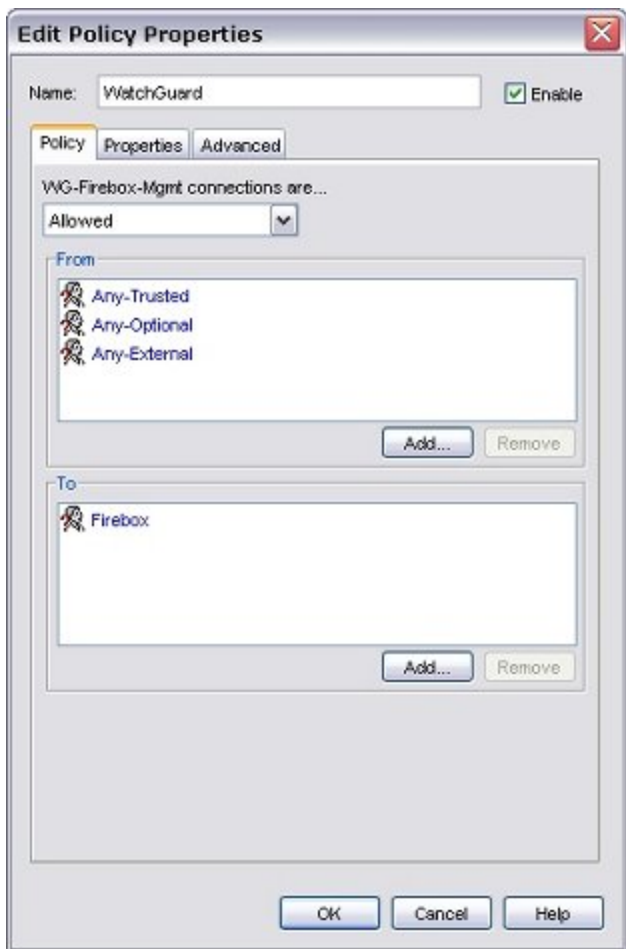 Edit Policy Properties
Name: WatchGuard Enable
Policy Properties Advanced
WG-Firebox-Mgmt connections are...
Allowed
From
Any-Trusted
Any-Optional
Any-External
Add... Remove
To
Firebox
Add... Remove
OK Cancel Help